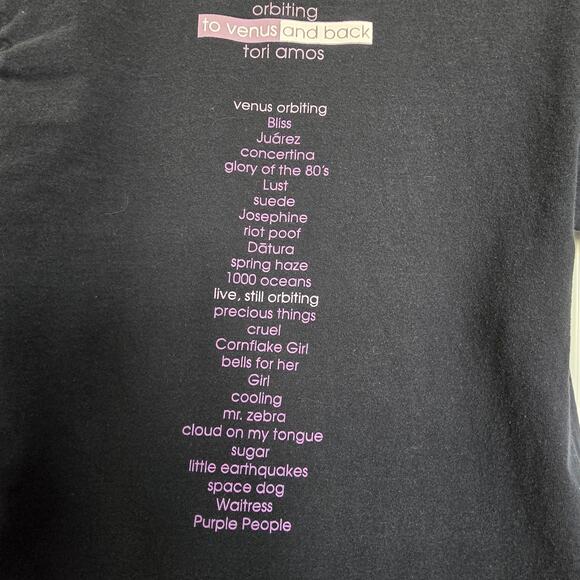 orbiting
to venus and back
tori amos
venus orbiting
Bliss
Juárez
concertina
glory of the 80's
Lust
suede
Josephine
riot poof
Dātura
spring haze
1000 oceans
live, still orbiting
precious things
cruel
Cornflake Girl
bells for her
Girl
cooling
mr. zebra
cloud on my tongue
sugar
little earthquakes
space dog
Waitress
Purple People